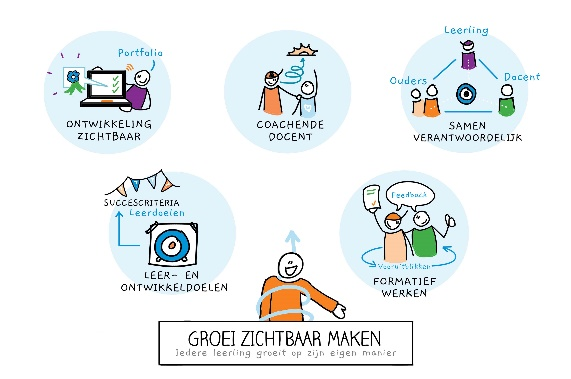 Portfolio
ONTWIKKELING
ZICHTBAAR
COACHENDE
DOCENT
Leerling
Ouders
Docent
SAMEN
VERANTWOORDELIJK
SUCCESCRITERIA
Leerdoelen
LEER- EN
ONTWIKKELDOELEN
Feedback
Vooruitblikken
FORMATIEF
WERKEN
GROEI ZICHTBAAR MAKEN
Iedere leerling groeit op zijn eigen manier